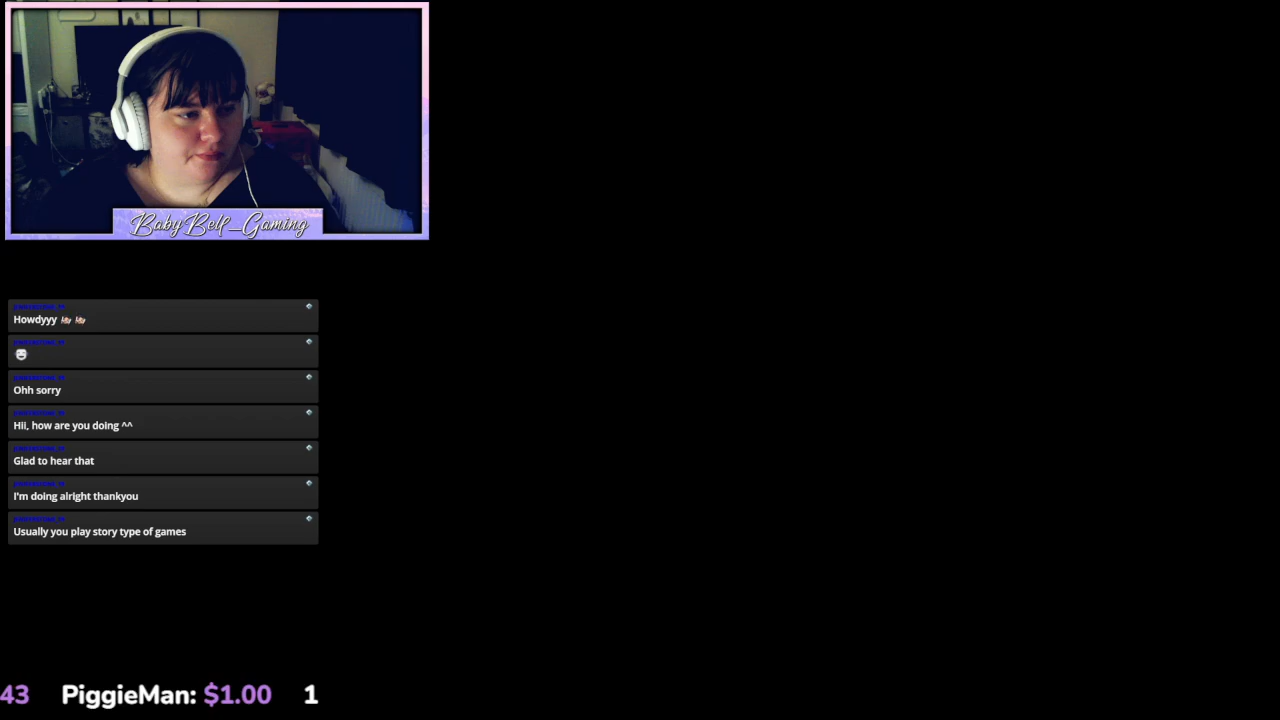 BabyBell_Gaming
Howdyyy
Ohh sorry
Hii, how are you doing ^^
Glad to hear that
I'm doing alright thankyou
Usually you play story type of games
43 PiggieMan: $1.00 1